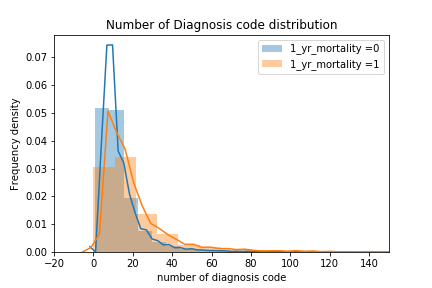 Number of Diagnosis code distribution
1_yr_mortality =0
1_yr_mortality =1
Frequency density
0.07
0.06
0.05
0.04
0.03
0.02
0.01
0.00
−20 0 20 40 60 80 100 120 140
number of diagnosis code